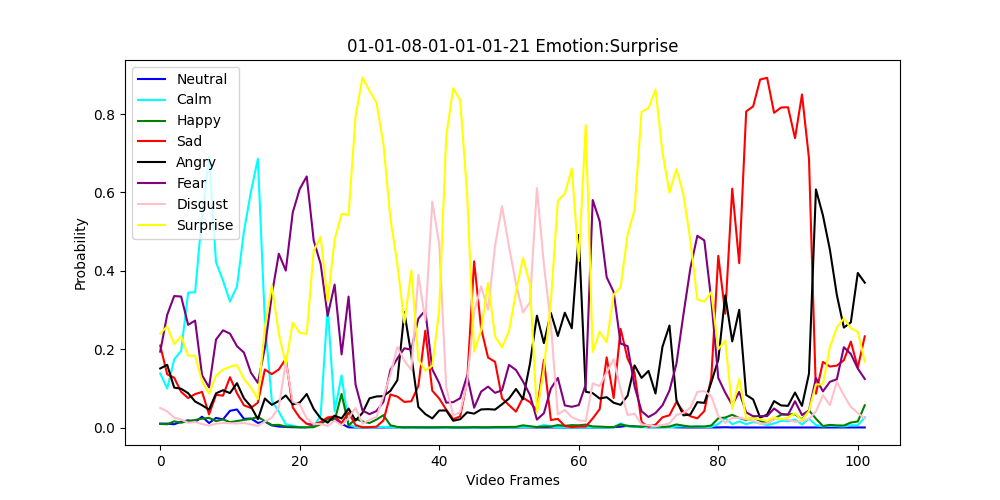 01-01-08-01-01-01-21 Emotion:Surprise
Neutral
Calm
Happy
Sad
Angry
Fear
Disgust
Surprise
Probability
0.8
0.6
0.4
0.2
0.0
0 20 40 60 80 100
Video Frames